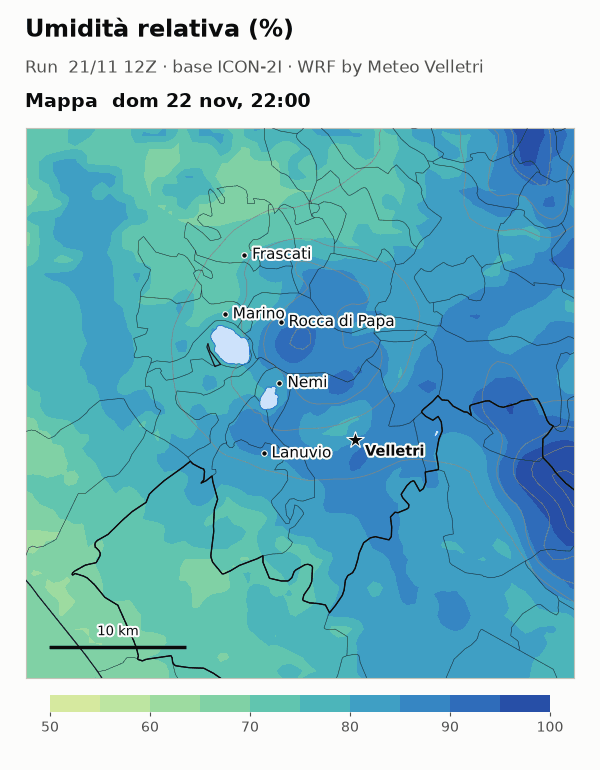 Umidità relativa (%)
Run 21/11 12Z · base ICON-2I · WRF by Meteo Velletri
Mappa dom 22 nov, 22:00
Frascati
Marino
Rocca di Papa
Nemi
Velletri
Lanuvio
10 km
50 60 70 80 90 100